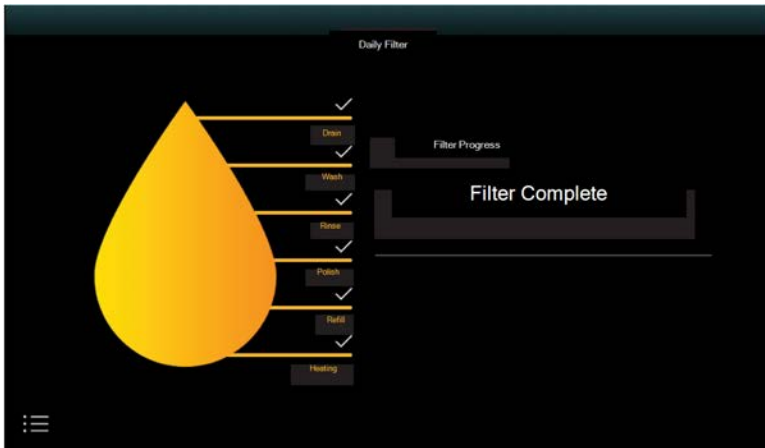 Daily Filter
Drain
Wash
Rinse
Polish
Refill
Heating
Filter Progress
Filter Complete